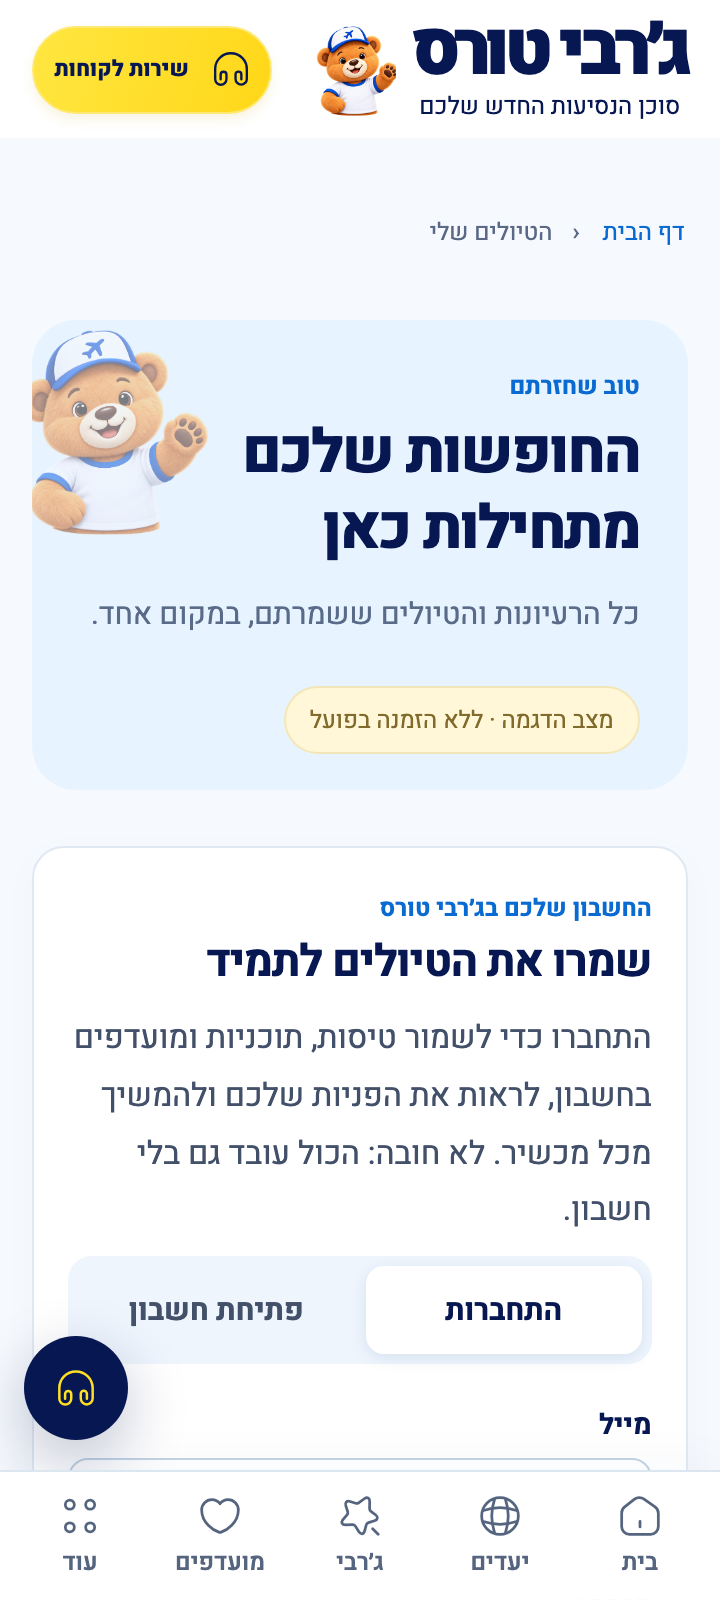 ג׳רבי טורס
סוכן הנסיעות החדש שלכם
שירות לקוחות
דף הבית › הטיולים שלי
טוב שחזרתם
החופשות שלכם
מתחילות כאן
כל הרעיונות והטיולים ששמרתם, במקום אחד.
מצב הדגמה · ללא הזמנה בפועל
החשבון שלכם בג׳רבי טורס
שמרו את הטיולים לתמיד
התחברו כדי לשמור טיסות, תוכניות ומועדפים
בחשבון, לראות את הפניות שלכם ולהמשיך
מכל מכשיר. לא חובה: הכול עובד גם בלי
חשבון.
התחברות
פתיחת חשבון
מייל
בית
יעדים
ג׳רבי
מועדפים
עוד